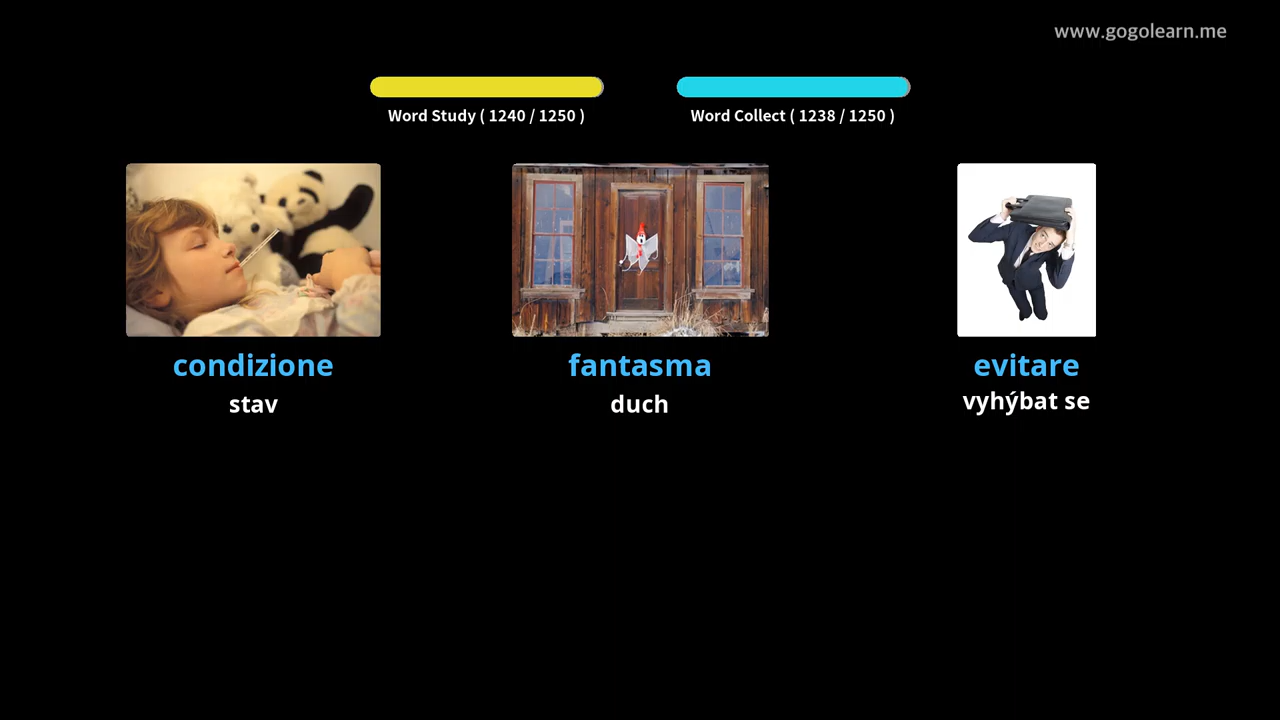 www.gogolearn.me
Word Study ( 1240 / 1250 )
Word Collect ( 1238 / 1250 )
condizione
stav
fantasma
duch
evitare
vyhýbat se